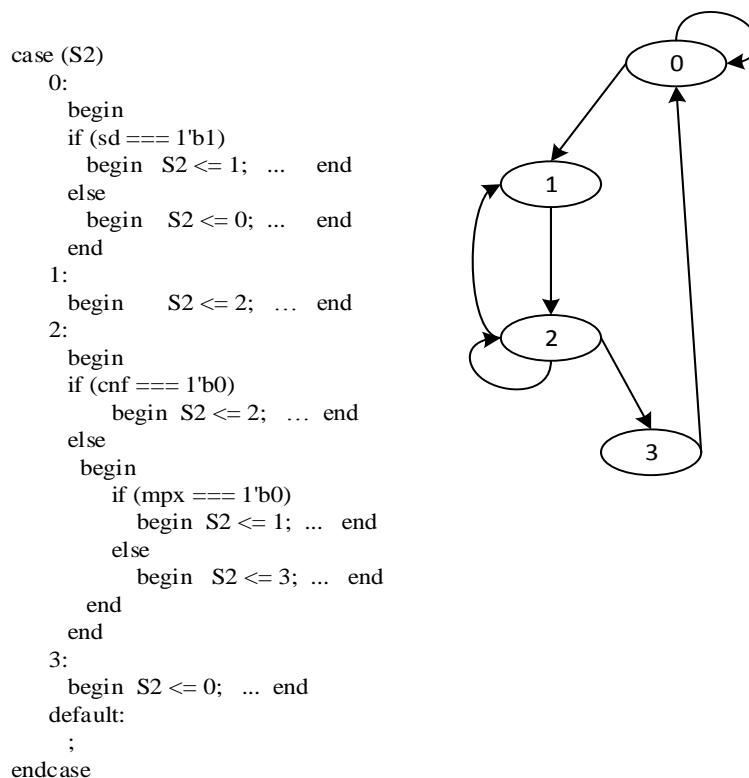 case (S2)
0:
begin
if (sd === 1'b1)
begin S2 <= 1; ... end
else
begin S2 <= 0; ... end
end
1:
begin S2 <= 2; … end
2:
begin
if (cnf === 1'b0)
begin S2 <= 2; … end
else
begin
if (mpx === 1'b0)
begin S2 <= 1; ... end
else
begin S2 <= 3; ... end
end
end
3:
begin S2 <= 0; ... end
default:
;
endcase
0
1
2
3